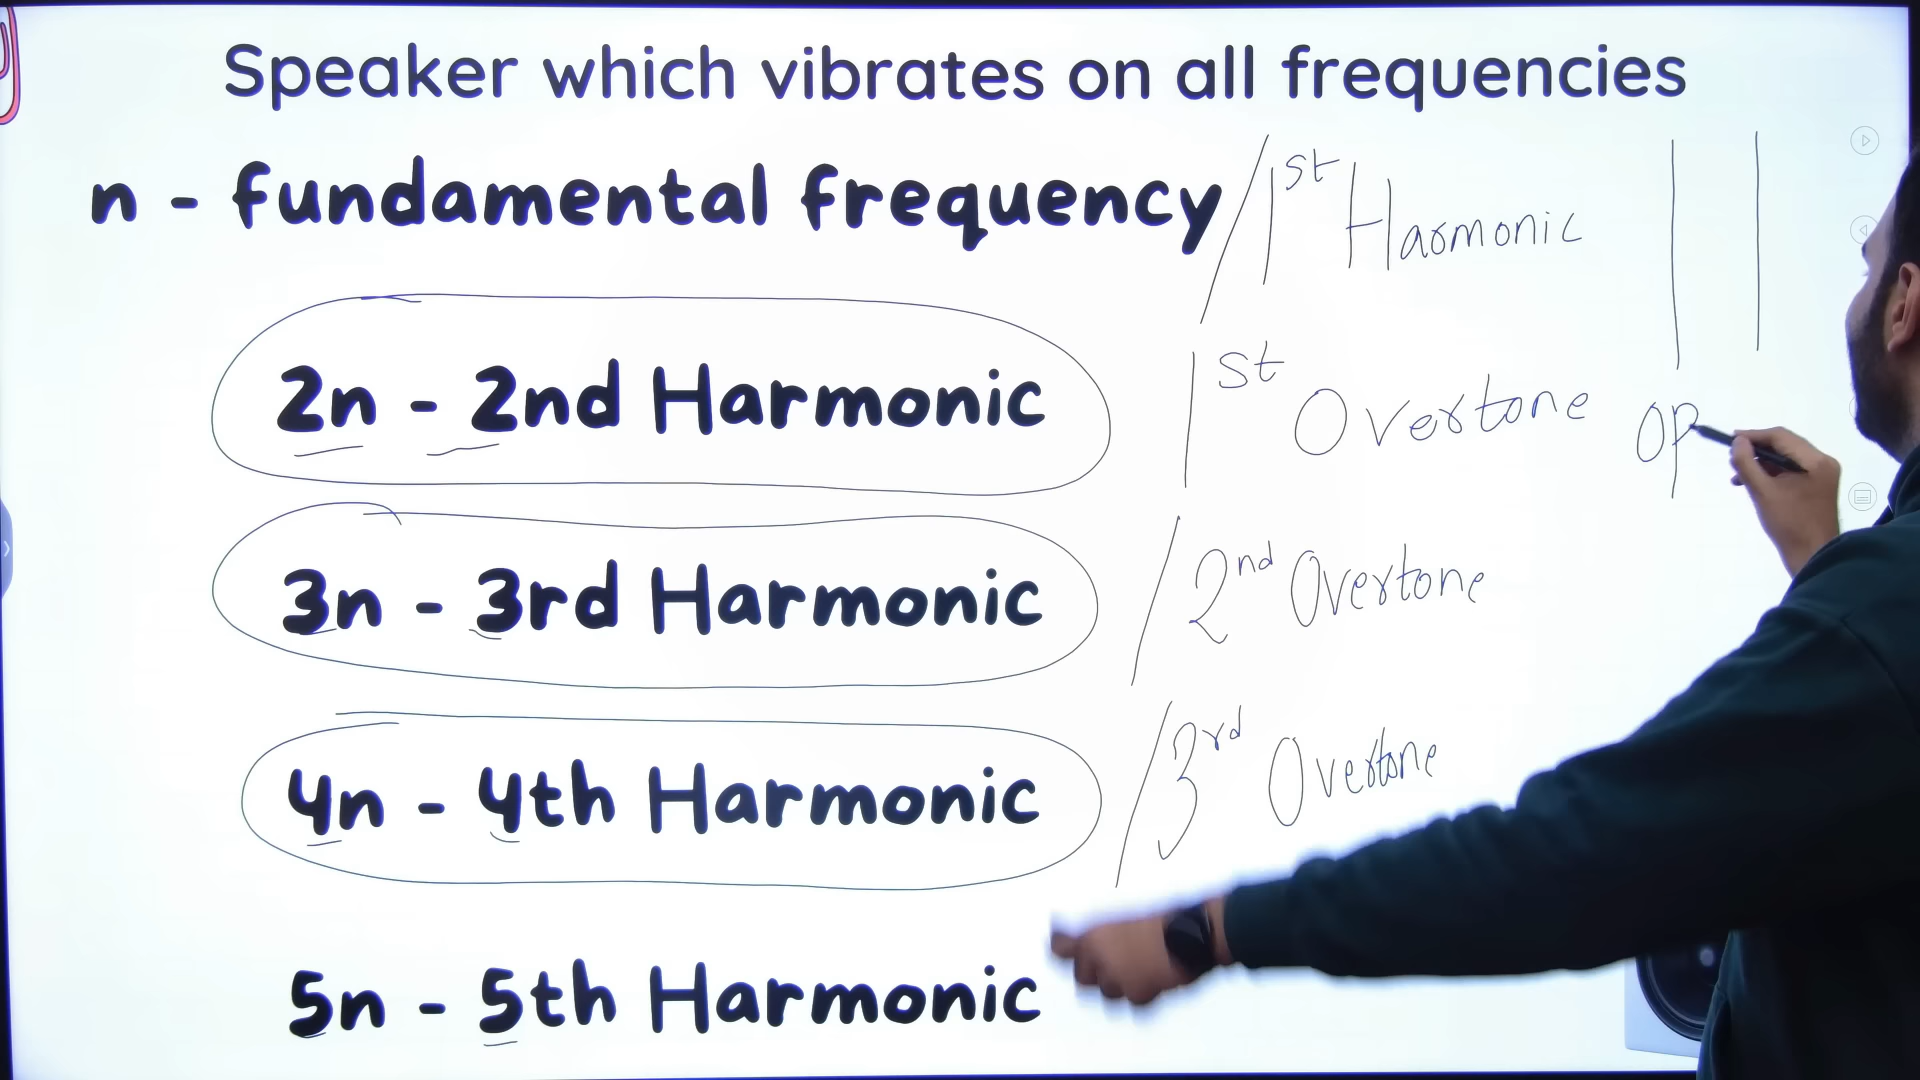 Speaker which vibrates on all frequencies
n - fundamental frequency / 1st Harmonic
2n - 2nd Harmonic 1st Overtone OP
3n - 3rd Harmonic / 2nd Overtone
4n - 4th Harmonic / 3rd Overtone
5n - 5th Harmonic